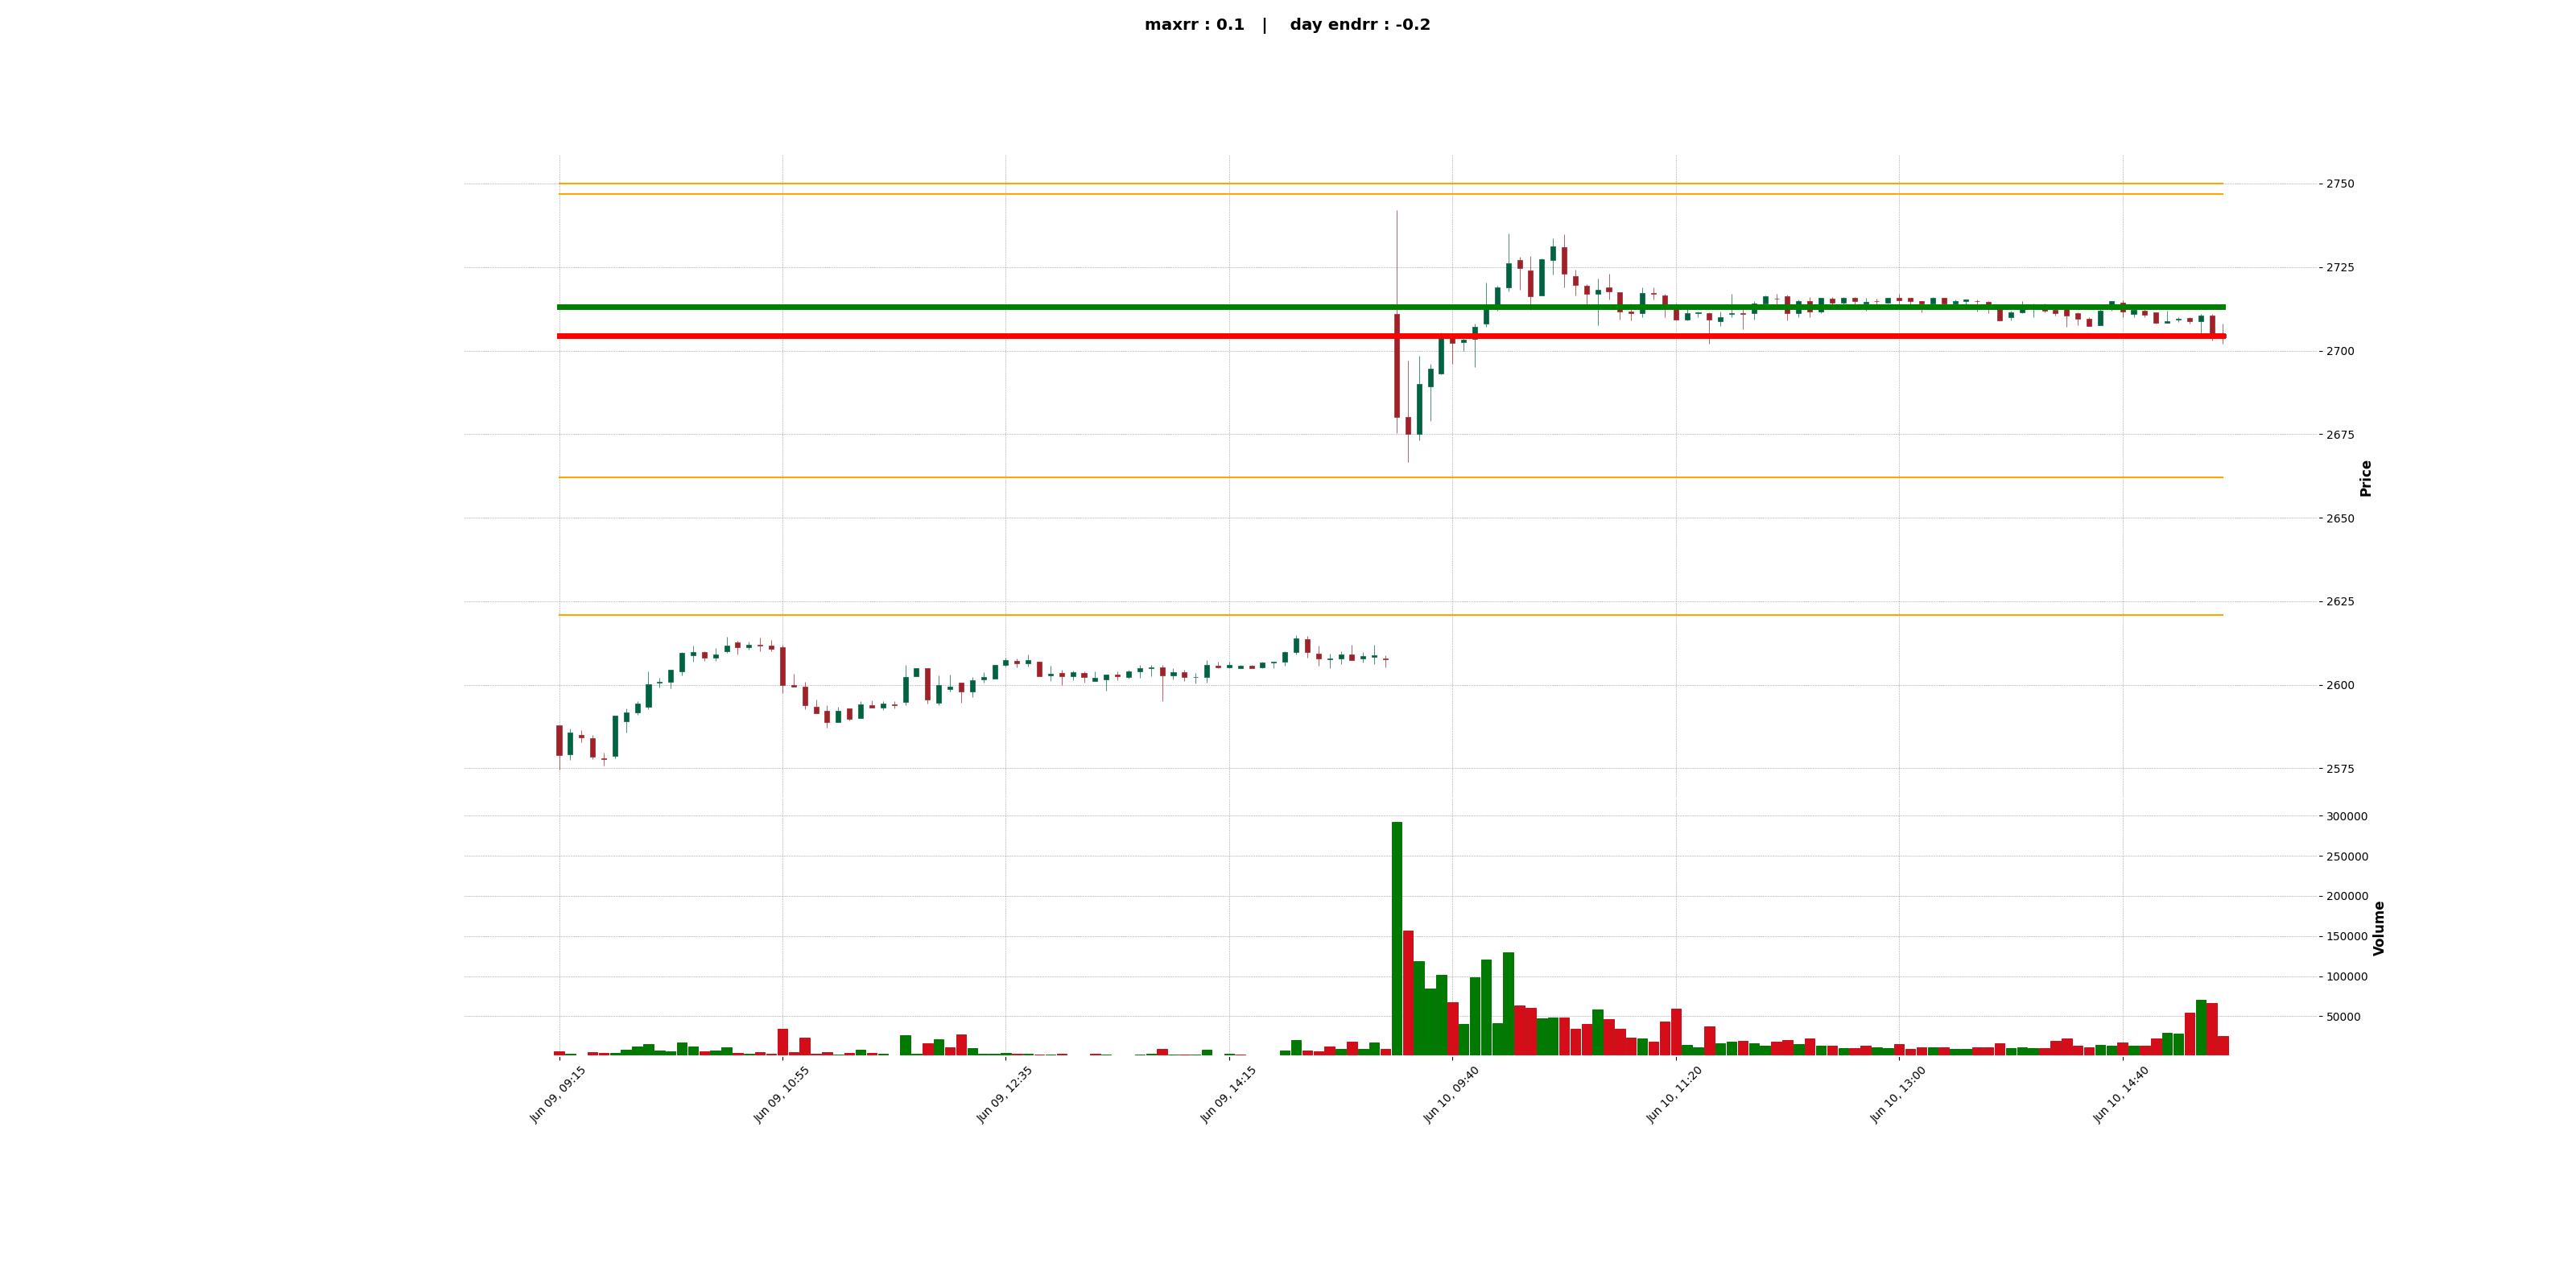 maxrr : 0.1 | day endrr : -0.2
2750
2725
2700
2675
2650
2625
2600
2575
Price
300000
250000
200000
150000
100000
50000
Volume
Jun 09, 09:15
Jun 09, 10:55
Jun 09, 12:35
Jun 09, 14:15
Jun 10, 09:40
Jun 10, 11:20
Jun 10, 13:00
Jun 10, 14:40